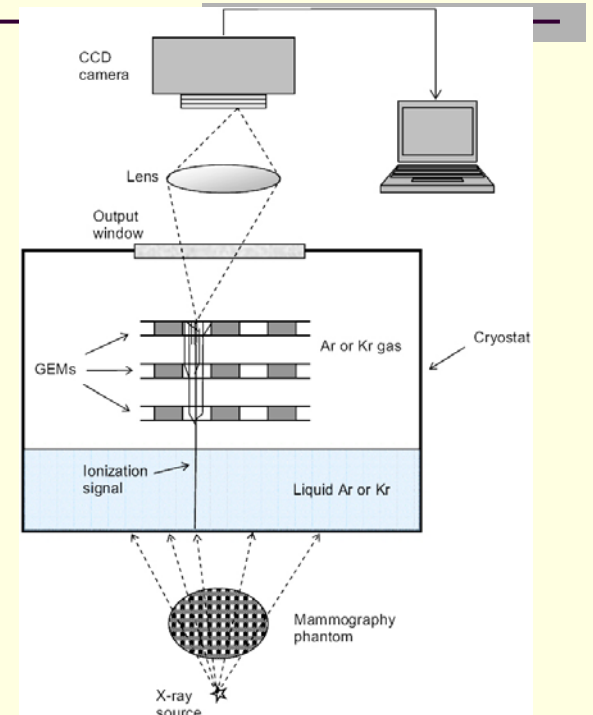 CCD
camera
Lens
Output
window
Ar or Kr gas
Cryostat
GEMs
Ionization
signal
Liquid Ar or Kr
Mammography
phantom
X-ray
source